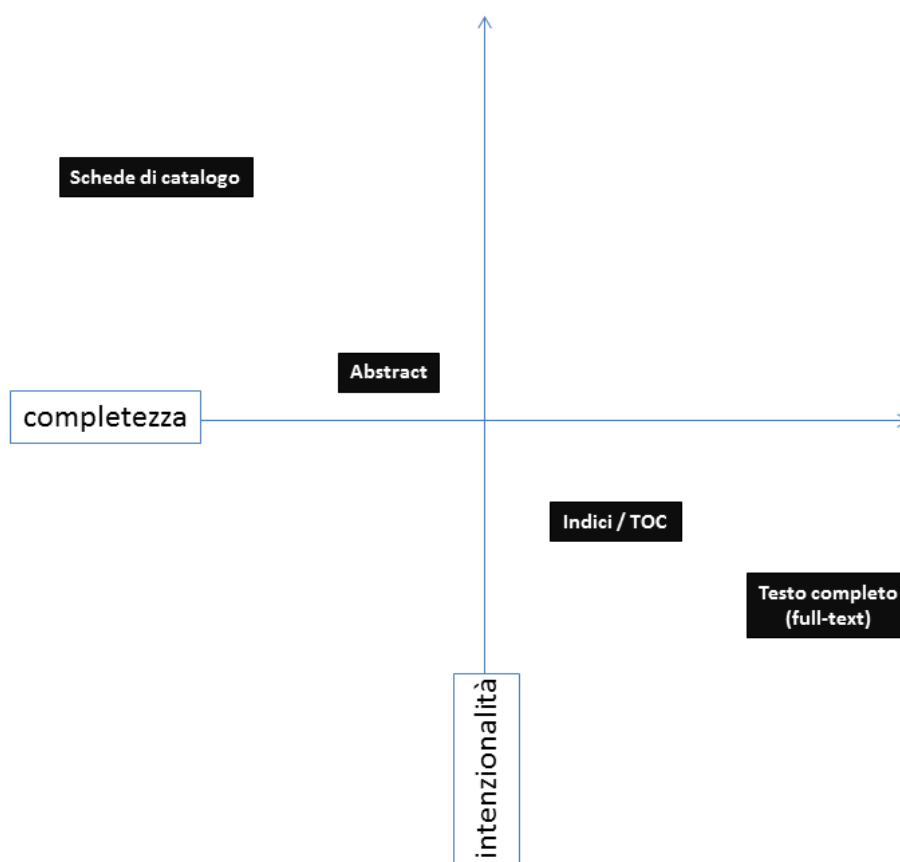 Schede di catalogo
Abstract
completezza
Indici / TOC
Testo completo
(full-text)
intenzionalità